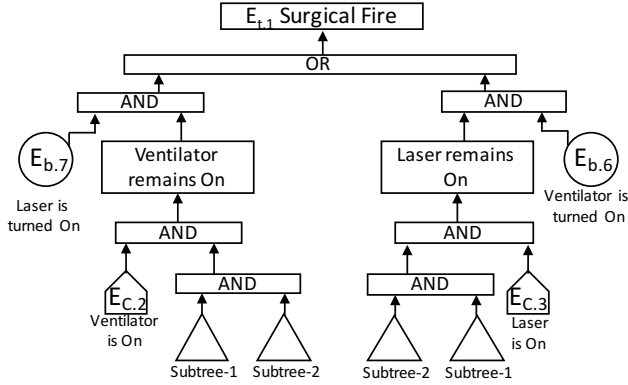 E_t.1 Surgical Fire
OR
AND
AND
E_b.7
Ventilator
remains On
Laser remains
On
E_b.6
Laser is
turned On
Ventilator is
turned On
AND
AND
E_C.2
AND
AND
E_C.3
Ventilator
is On
Laser
is On
Subtree-1
Subtree-2
Subtree-2
Subtree-1